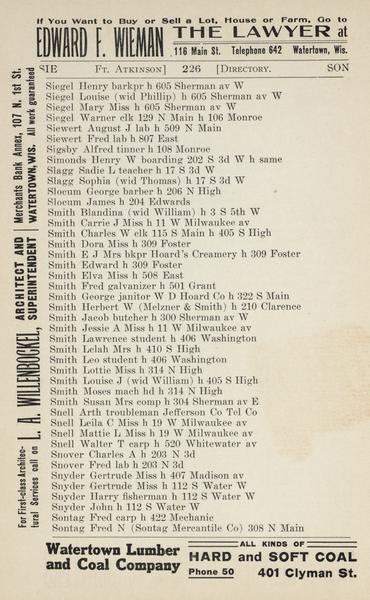 If You Want to Buy or Sell a Lot, House or Farm, Go to
EDWARD F. WIEMAN THE LAWYER at
116 Main St. Telephone 642 Watertown, Wis.
SIE FT. ATKINSON] 226 [DIRECTORY. SON
Siegel Henry barkpr h 605 Sherman av W
Siegel Louise (wid Phillip) h 605 Sherman av W
Siegel Mary Miss h 605 Sherman av W
Siegel Warner clk 129 N Main h 106 Monroe
Siewert August J lab h 509 N Main
Siewert Fred lab h 807 East
Sigsby Alfred tinner h 108 Monroe
Simonds Henry W boarding 202 S 3d W h same
Slagg Sadie L teacher h 17 S 3d W
Slagg Sophia (wid Thomas) h 17 S 3d W
Slocum George barber h 206 N High
Slocum James h 204 Edwards
Smith Blandina (wid William) h 3 S 5th W
Smith Carrie J Miss h 11 W Milwaukee av
Smith Charles W clk 115 S Main h 405 S High
Smith Dora Miss h 309 Foster
Smith E J Mrs bkpr Hoard's Creamery h 309 Foster
Smith Edward h 309 Foster
Smith Elva Miss h 508 East
Smith Fred galvanizer h 501 Grant
Smith George janitor W D Hoard Co h 322 S Main
Smith Herbert W (Melzner & Smith) h 210 Clarence
Smith Jacob butcher h 300 Sherman av W
Smith Jessie A Miss h 11 W Milwaukee av
Smith Lawrence student h 406 Washington
Smith Lelah Mrs h 410 S High
Smith Leo student h 406 Washington
Smith Lottie Miss h 314 N High
Smith Louise J (wid William) h 405 S High
Smith Moses mach hd h 314 N High
Smith Susan Mrs comp h 304 Sherman av E
Snell Arth troubleman Jefferson Co Tel Co
Snell Leila C Miss h 19 W Milwaukee av
Snell Mattie L Miss h 19 W Milwaukee av
Snell Walter T carp h 520 Whitewater av
Snover Charles A h 203 N 3d
Snover Fred lab h 203 N 3d
Snyder Gertrude Miss h 407 Madison av
Snyder Gertrude Miss h 112 S Water W
Snyder Harry fisherman h 112 S Water W
Snyder John h 112 S Water W
Sontag Fred carp h 422 Mechanic
Sontag Fred N (Sontag Mercantile Co) 308 N Main
For First-class Architec-
tural Services call on L. A. WILLENBOCKEL, ARCHITECT AND
SUPERINTENDENT
Merchants Bank Annex, 107 N. 1st St.
WATERTOWN, WIS. All work guaranteed
Watertown Lumber
and Coal Company
ALL KINDS OF
HARD and SOFT COAL
Phone 50 401 Clyman St.